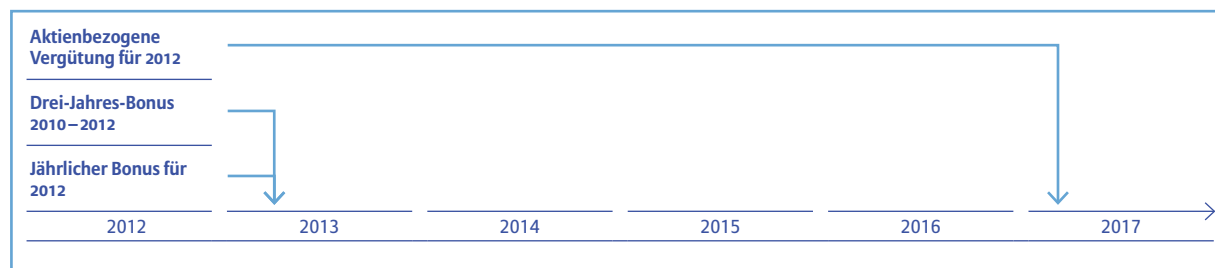 Aktienbezogene
Vergütung für 2012
Drei-Jahres-Bonus
2010–2012
Jährlicher Bonus für
2012
2012 2013 2014 2015 2016 2017